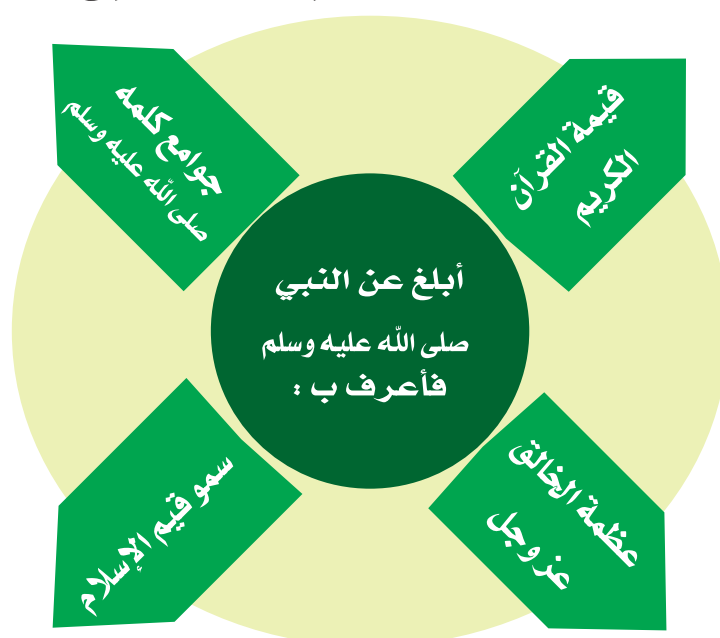 أبلغ عن النبي
صلى الله عليه وسلم
فأعرف ب :
قيمة القرآن
الكريم
جوامع كلمه
صلى الله عليه وسلم
عظمة الخالق
عز وجل
سمو قيم الإسلام